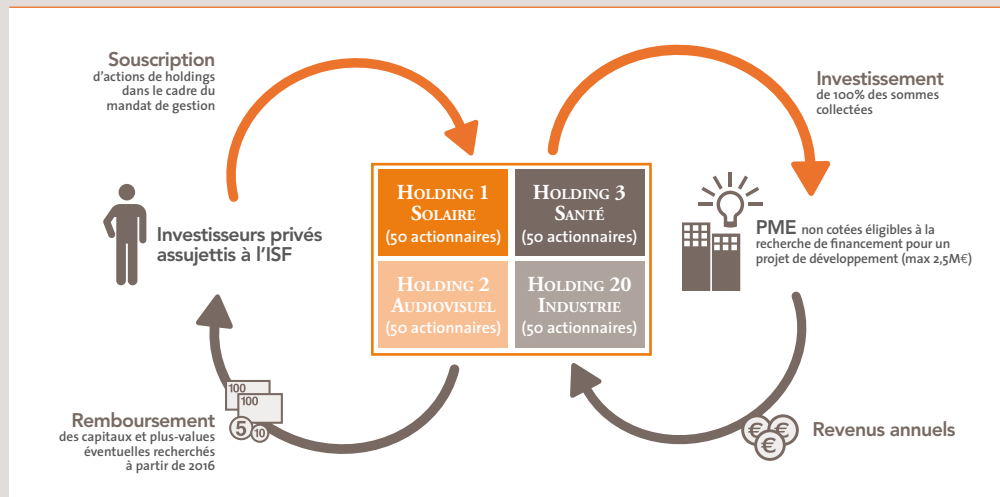 Souscription
d'actions de holdings
dans le cadre du
mandat de gestion
Investissement
de 100% des sommes
collectées
Investisseurs privés
assujettis à l'ISF
Holding 1
Solaire
(50 actionnaires)
Holding 3
Santé
(50 actionnaires)
Holding 2
Audiovisuel
(50 actionnaires)
Holding 20
Industrie
(50 actionnaires)
PME non cotées éligibles à la
recherche de financement pour un
projet de développement (max 2,5M€)
100
100
5
10
Remboursement
des capitaux et plus-values
éventuelles recherchés
à partir de 2016
€ €
€
Revenus annuels